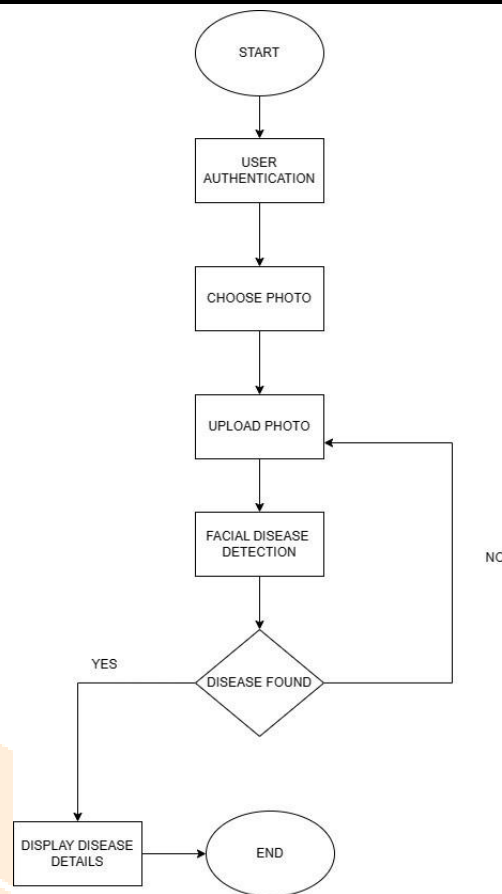 START
USER
AUTHENTICATION
CHOOSE PHOTO
UPLOAD PHOTO
FACIAL DISEASE
DETECTION
NO
DISEASE FOUND
YES
DISPLAY DISEASE
DETAILS
END